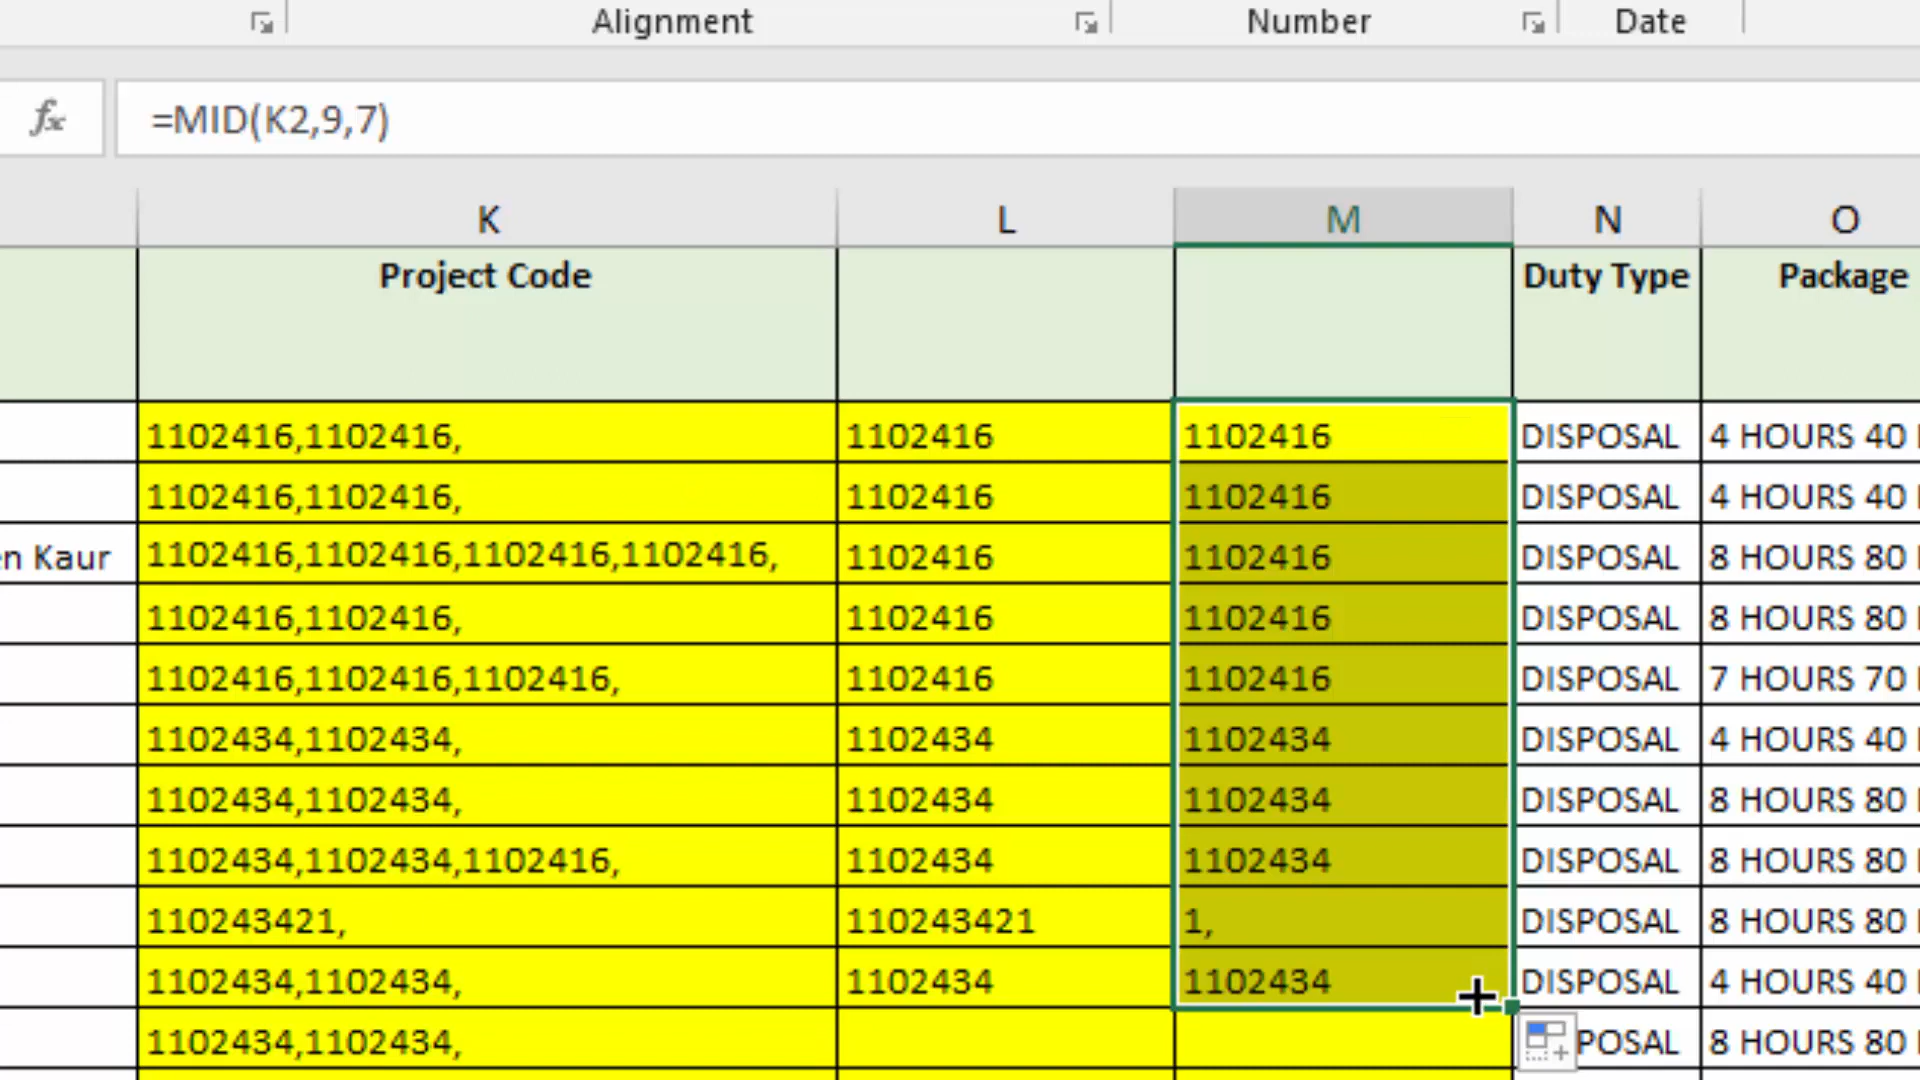 Alignment Number Date
fx =MID(K2,9,7)
K L M N O
Project Code Duty Type Package
1102416,1102416, 1102416 1102416 DISPOSAL 4 HOURS 40
1102416,1102416, 1102416 1102416 DISPOSAL 4 HOURS 40
en Kaur 1102416,1102416,1102416,1102416, 1102416 1102416 DISPOSAL 8 HOURS 80
1102416,1102416, 1102416 1102416 DISPOSAL 8 HOURS 80
1102416,1102416,1102416, 1102416 1102416 DISPOSAL 7 HOURS 70
1102434,1102434, 1102434 1102434 DISPOSAL 4 HOURS 40
1102434,1102434, 1102434 1102434 DISPOSAL 8 HOURS 80
1102434,1102434,1102416, 1102434 1102434 DISPOSAL 8 HOURS 80
110243421, 110243421 1, DISPOSAL 8 HOURS 80
1102434,1102434, 1102434 1102434 DISPOSAL 4 HOURS 40
1102434,1102434, POSAL 8 HOURS 80